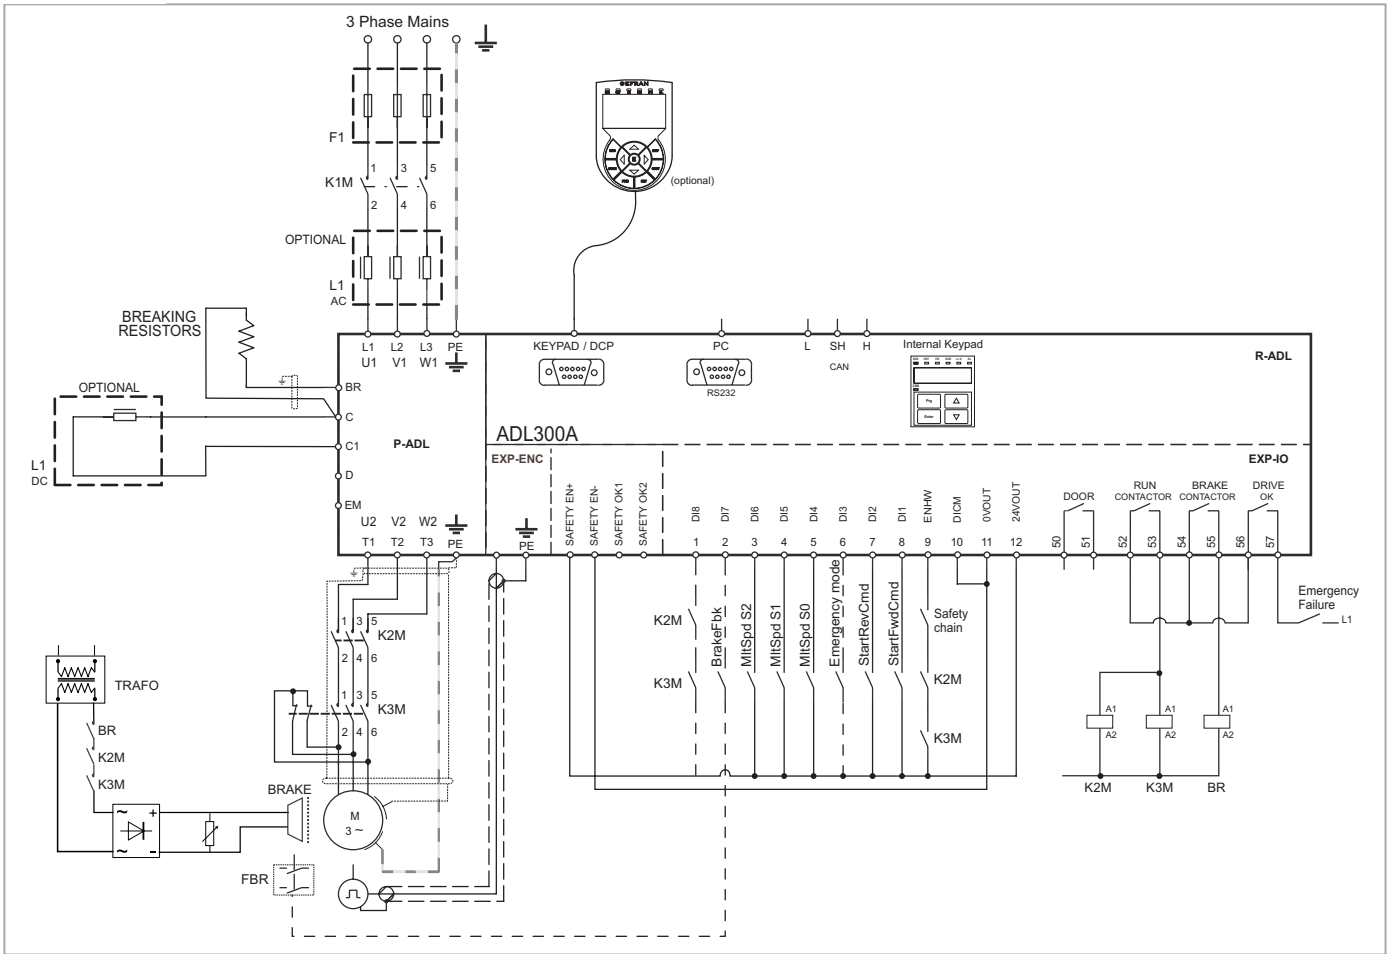 3 Phase Mains
F1
1 3 5
K1M
2 4 6
OPTIONAL
L1
AC
GEFRAN
(optional)
BREAKING
RESISTORS
OPTIONAL
L1
DC
L1 L2 L3 PE
U1 V1 W1
BR
C
C1
D
EM
P-ADL
U2 V2 W2
T1 T2 T3 PE
KEYPAD / DCP
PC
RS232
L SH H
CAN
Internal Keypad
Prg
Enter
R-ADL
ADL300A
EXP-ENC
EXP-IO
PE
SAFETY EN+
SAFETY EN-
SAFETY OK1
SAFETY OK2
DI8
DI7
DI6
DI5
DI4
DI3
DI2
DI1
ENHW
DICM
0VOUT
24VOUT
1 2 3 4 5 6 7 8 9 10 11 12
DOOR
RUN
CONTACTOR
BRAKE
CONTACTOR
DRIVE
OK
50 51 52 53 54 55 56 57
Emergency
Failure
L1
K2M
K3M
BrakeFbk
MltSpd S2
MltSpd S1
MltSpd S0
Emergency mode
StartRevCmd
StartFwdCmd
Safety
chain
K2M
K3M
A1 A1 A1
A2 A2 A2
K2M K3M BR
1 3 5
K2M
2 4 6
1 3 5
K3M
2 4 6
TRAFO
BR
K2M
K3M
BRAKE
~ +
~ -
M
3 ~
FBR